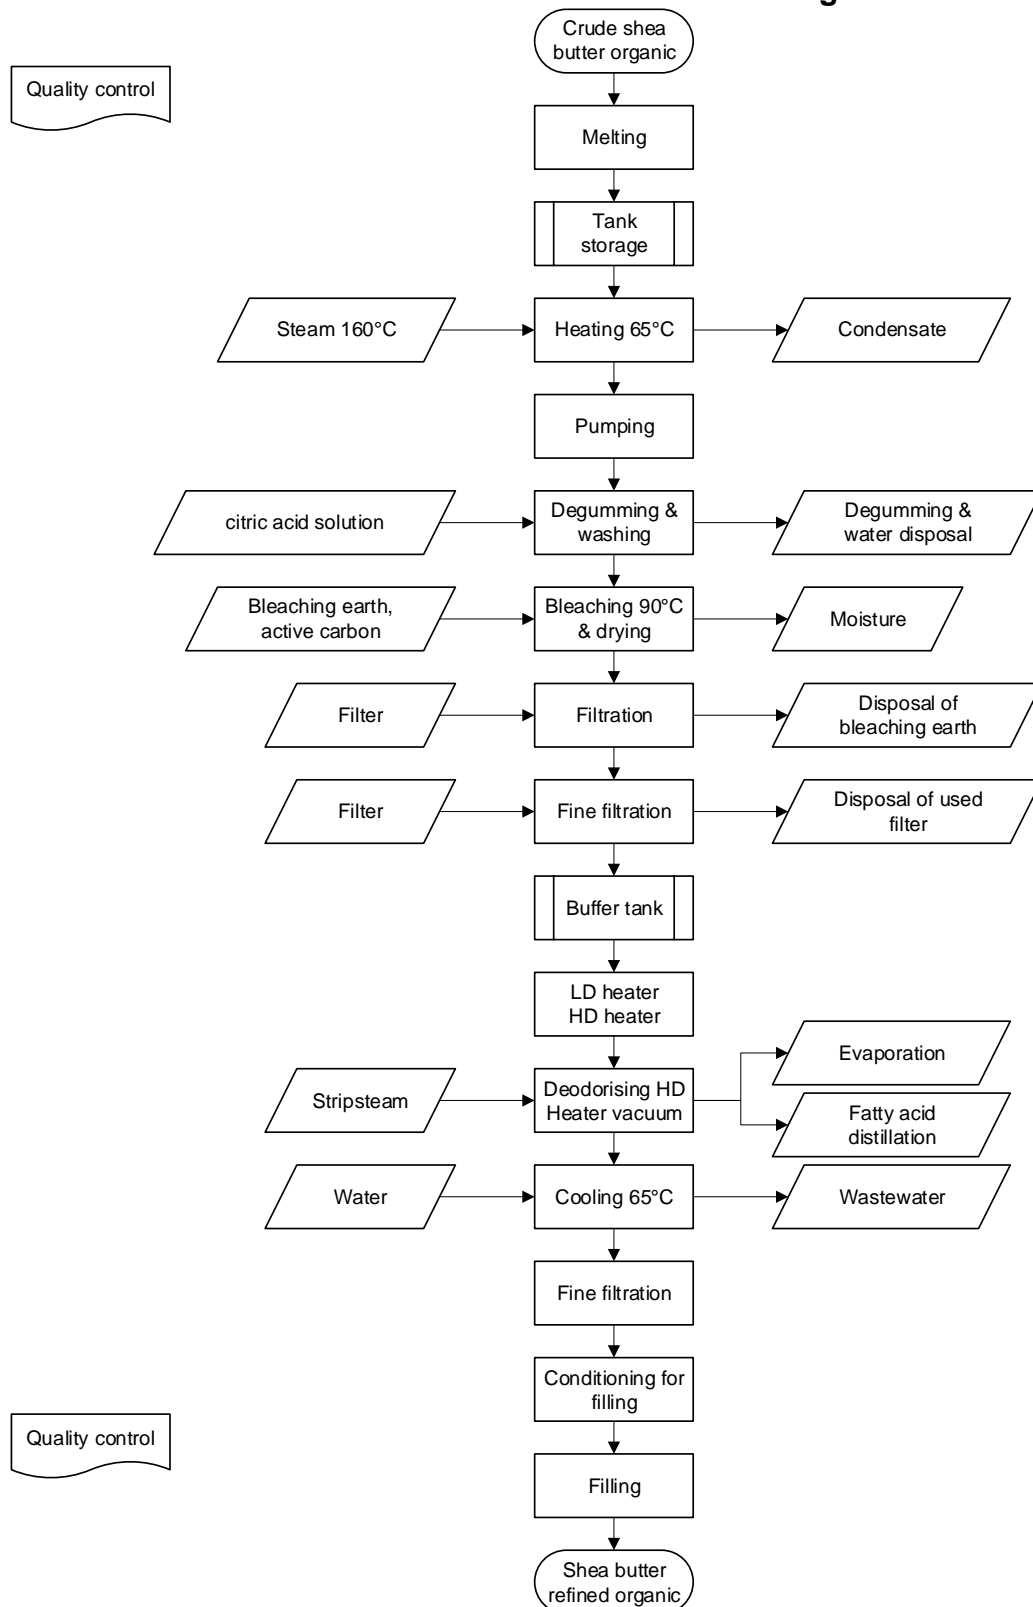 Crude shea
butter organic
Quality control
Melting
Tank
storage
Steam 160°C
Heating 65°C
Condensate
Pumping
citric acid solution
Degumming &
washing
Degumming &
water disposal
Bleaching earth,
active carbon
Bleaching 90°C
& drying
Moisture
Filter
Filtration
Disposal of
bleaching earth
Filter
Fine filtration
Disposal of used
filter
Buffer tank
LD heater
HD heater
Evaporation
Stripsteam
Deodorising HD
Heater vacuum
Fatty acid
distillation
Water
Cooling 65°C
Wastewater
Fine filtration
Conditioning for
filling
Quality control
Filling
Shea butter
refined organic